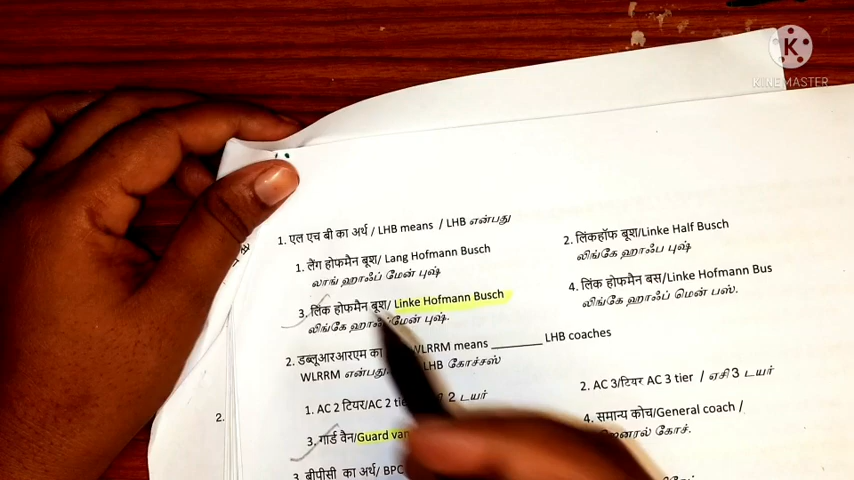 KINEMASTER
1. एल एच बी का अर्थ / LHB means / LHB என்பது
1. लैंग होफमैन बूश/ Lang Hofmann Busch
லாங் ஹாஃப் மேன் புஷ்
2. लिंकहॉफ बूश/Linke Half Busch
லிங்கே ஹாஃப புஷ்
3. लिंक होफमैन बूश/ Linke Hofmann Busch
லிங்கே ஹாஃப்மேன் புஷ்.
4. लिंक होफमैन बस/Linke Hofmann Bus
லிங்கே ஹாஃப் மென் பஸ்.
2. डब्लूआरआरएम का WLRRM means ________ LHB coaches
WLRRM என்பது LHB கோச்சஸ்
1. AC 2 टियर/AC 2 2 டயர்
2. AC 3/टियर AC 3 tier / ஏசி 3 டயர்
3. गार्ड वैन/Guard van
4. समान्य कोच/General coach /
கோச்.
3. बीपीसी का अर्थ/ BPC
2.